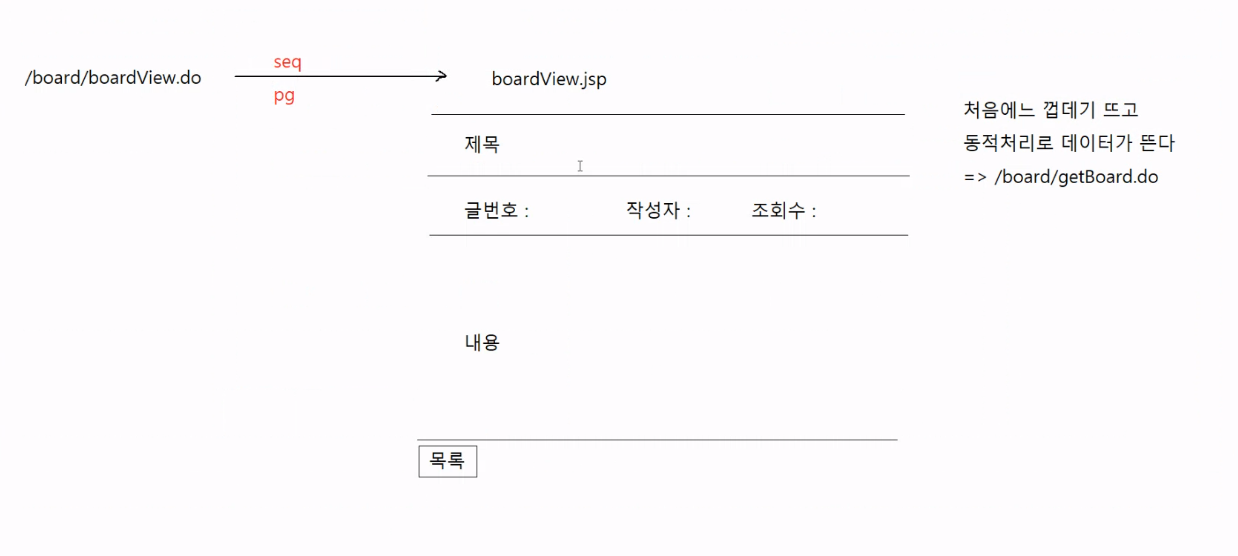 /board/boardView.do
seq
pg
boardView.jsp
제목
글번호 :
작성자 :
조회수 :
내용
목록
처음에느 껍데기 뜨고
동적처리로 데이터가 뜬다
=> /board/getBoard.do